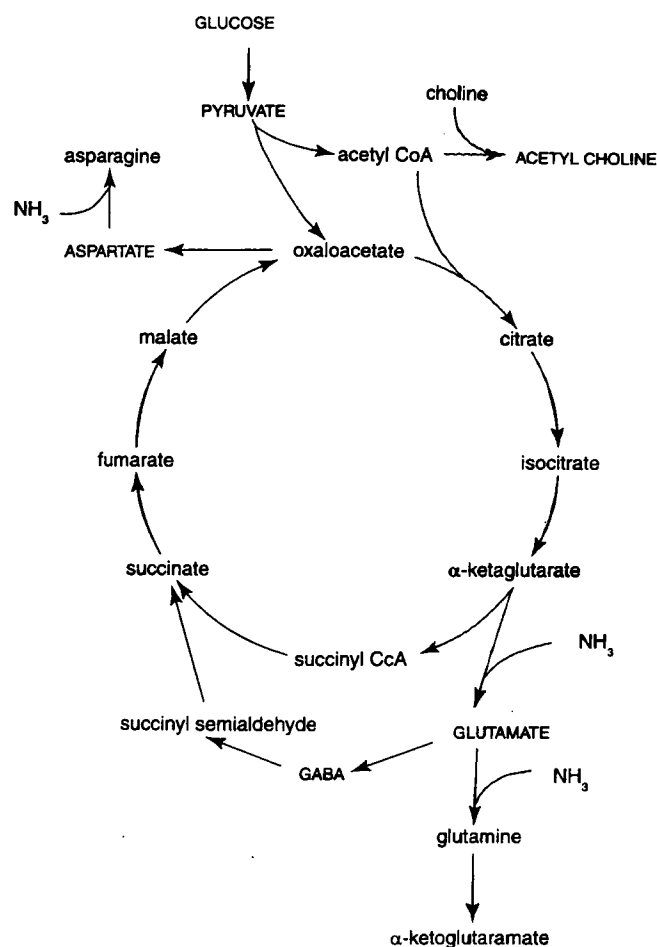 GLUCOSE
choline
PYRUVATE
asparagine
acetyl CoA
ACETYL CHOLINE
NH3
ASPARTATE
oxaloacetate
malate
citrate
fumarate
isocitrate
succinate
α-ketaglutarate
succinyl CcA
NH3
succinyl semialdehyde
GLUTAMATE
GABA
NH3
glutamine
α-ketoglutaramate